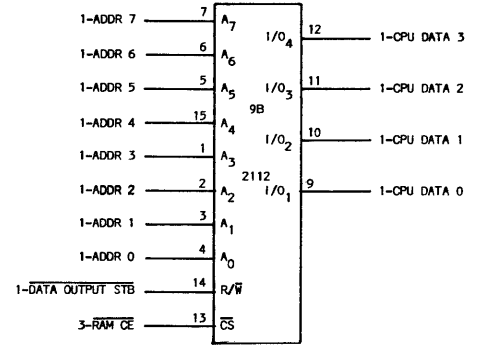 1-ADDR 7 7 A7
1-ADDR 6 6 A6
1-ADDR 5 5 A5
1-ADDR 4 15 A4
1-ADDR 3 1 A3
1-ADDR 2 2 A2
1-ADDR 1 3 A1
1-ADDR 0 4 A0
1-DATA OUTPUT STB 14 R/W
3-RAM CE 13 CS
9B
2112
I/O4 12 1-CPU DATA 3
I/O3 11 1-CPU DATA 2
I/O2 10 1-CPU DATA 1
I/O1 9 1-CPU DATA 0